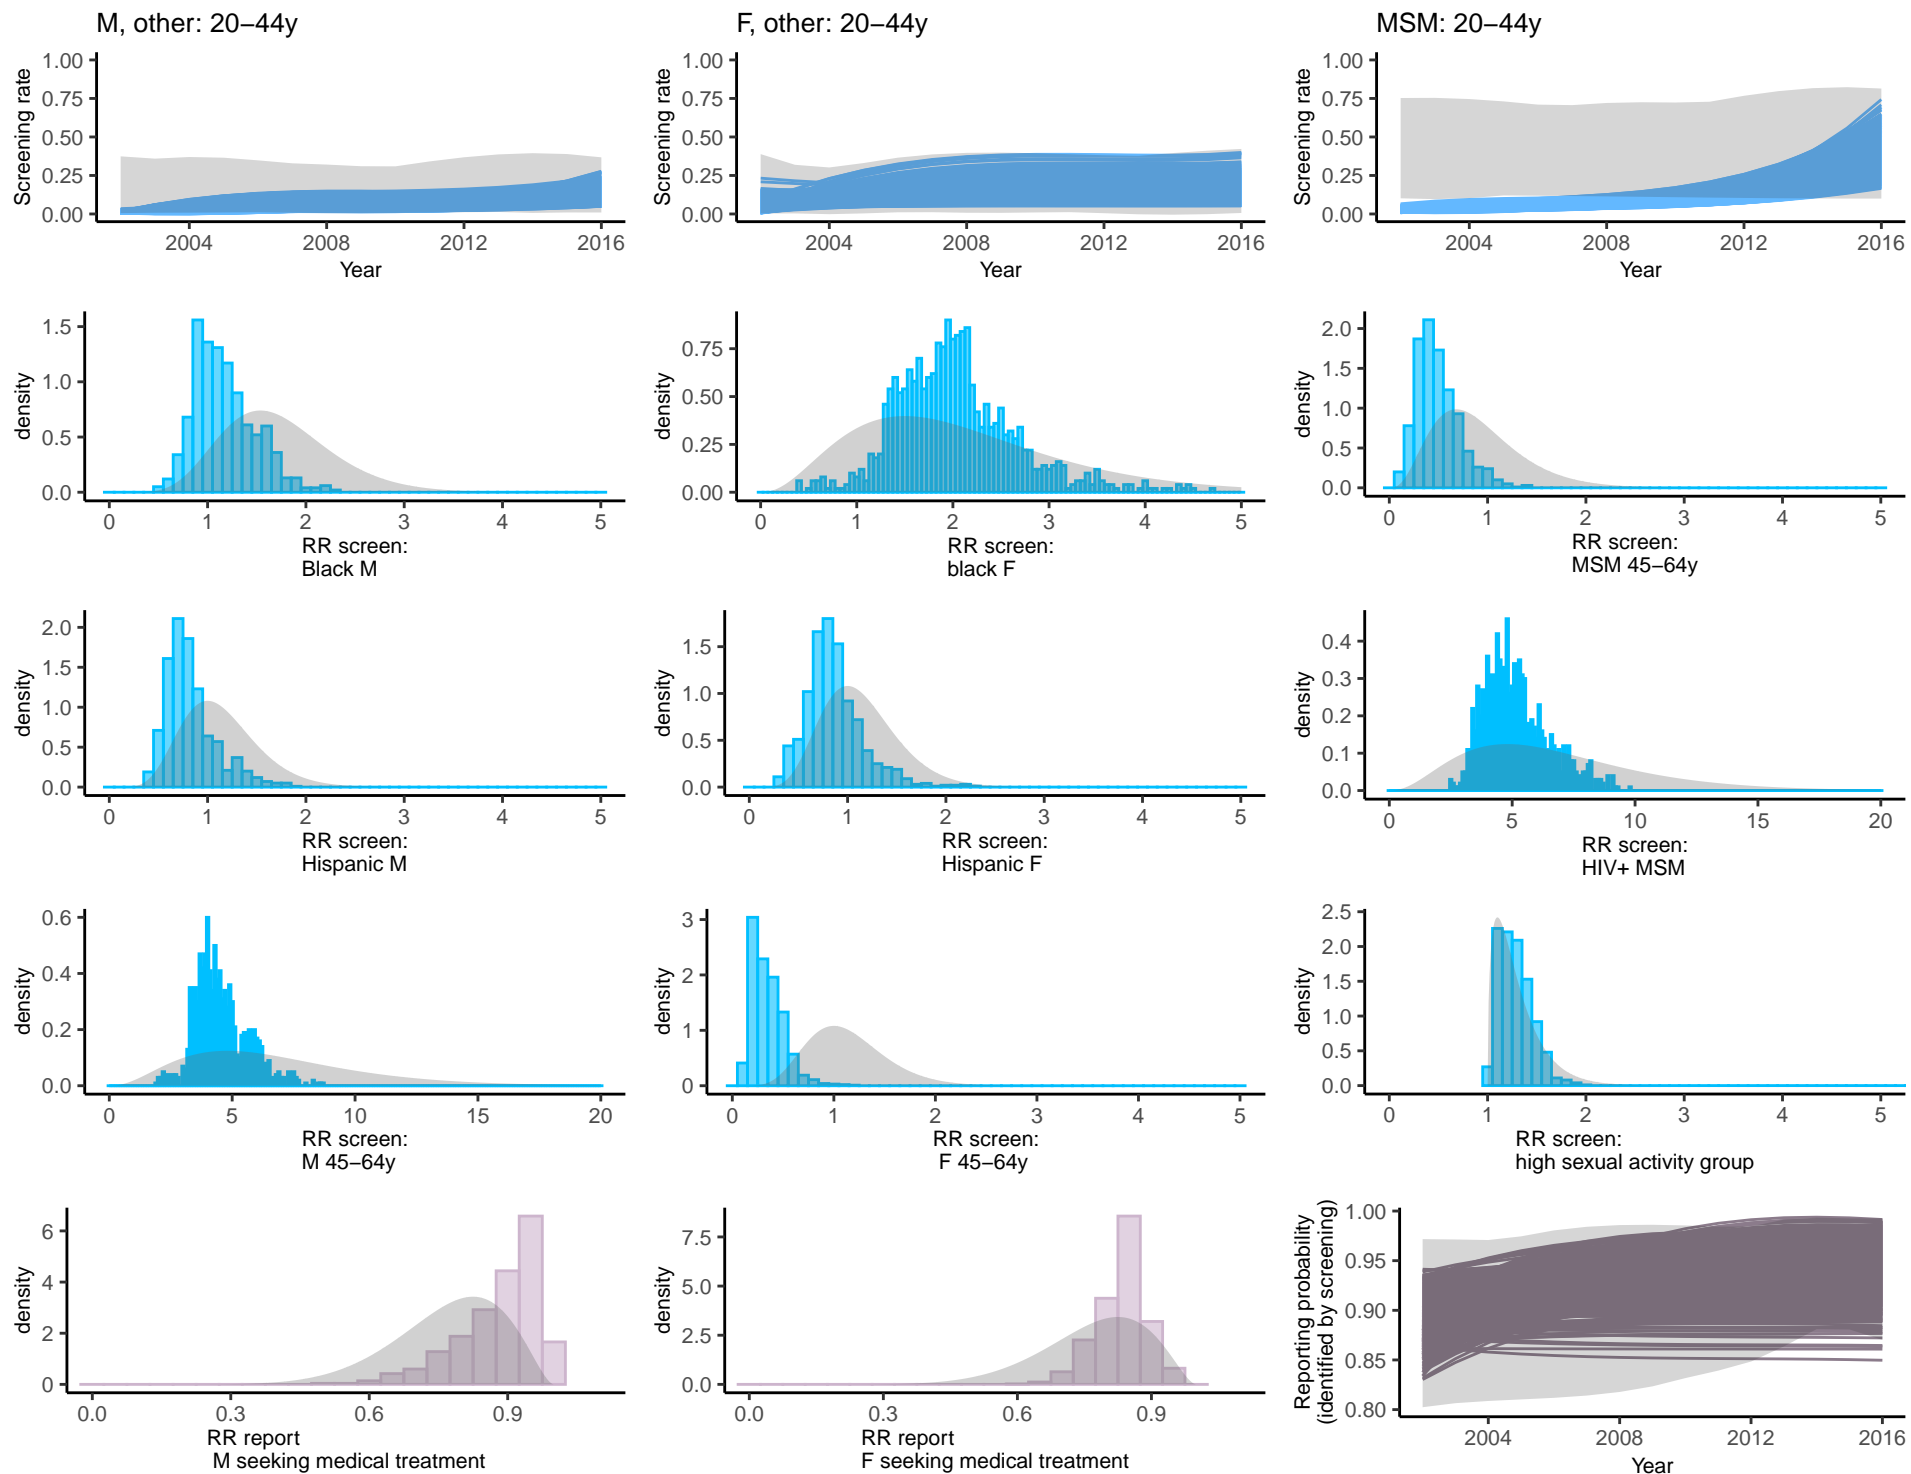 M, other: 20−44y
F, other: 20−44y
MSM: 20−44y
Screening rate
1.00
0.75
0.50
0.25
0.00
2004 2008 2012 2016
Year
Screening rate
1.00
0.75
0.50
0.25
0.00
2004 2008 2012 2016
Year
Screening rate
1.00
0.75
0.50
0.25
0.00
2004 2008 2012 2016
Year
density
1.5
1.0
0.5
0.0
0 1 2 3 4 5
RR screen:
Black M
density
0.75
0.50
0.25
0.00
0 1 2 3 4 5
RR screen:
black F
density
2.0
1.5
1.0
0.5
0.0
0 1 2 3 4 5
RR screen:
MSM 45−64y
density
2.0
1.5
1.0
0.5
0.0
0 1 2 3 4 5
RR screen:
Hispanic M
density
1.5
1.0
0.5
0.0
0 1 2 3 4 5
RR screen:
Hispanic F
density
0.4
0.3
0.2
0.1
0.0
0 5 10 15 20
RR screen:
HIV+ MSM
density
0.6
0.4
0.2
0.0
0 5 10 15 20
RR screen:
M 45−64y
density
3
2
1
0
0 1 2 3 4 5
RR screen:
F 45−64y
density
2.5
2.0
1.5
1.0
0.5
0.0
0 1 2 3 4 5
RR screen:
high sexual activity group
density
6
4
2
0
0.0 0.3 0.6 0.9
RR report
M seeking medical treatment
density
7.5
5.0
2.5
0.0
0.0 0.3 0.6 0.9
RR report
F seeking medical treatment
Reporting probability
(identified by screening)
1.00
0.95
0.90
0.85
0.80
2004 2008 2012 2016
Year